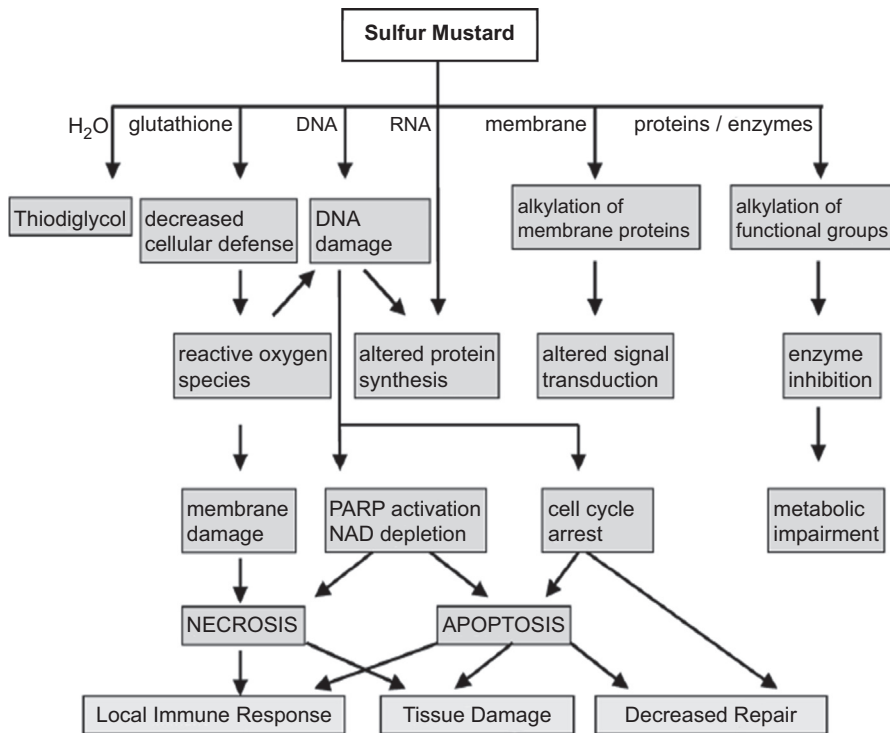 Sulfur Mustard
H2O
glutathione
DNA
RNA
membrane
proteins / enzymes
Thiodiglycol
decreased
cellular defense
DNA
damage
alkylation of
membrane proteins
alkylation of
functional groups
reactive oxygen
species
altered protein
synthesis
altered signal
transduction
enzyme
inhibition
membrane
damage
PARP activation
NAD depletion
cell cycle
arrest
metabolic
impairment
NECROSIS
APOPTOSIS
Local Immune Response
Tissue Damage
Decreased Repair